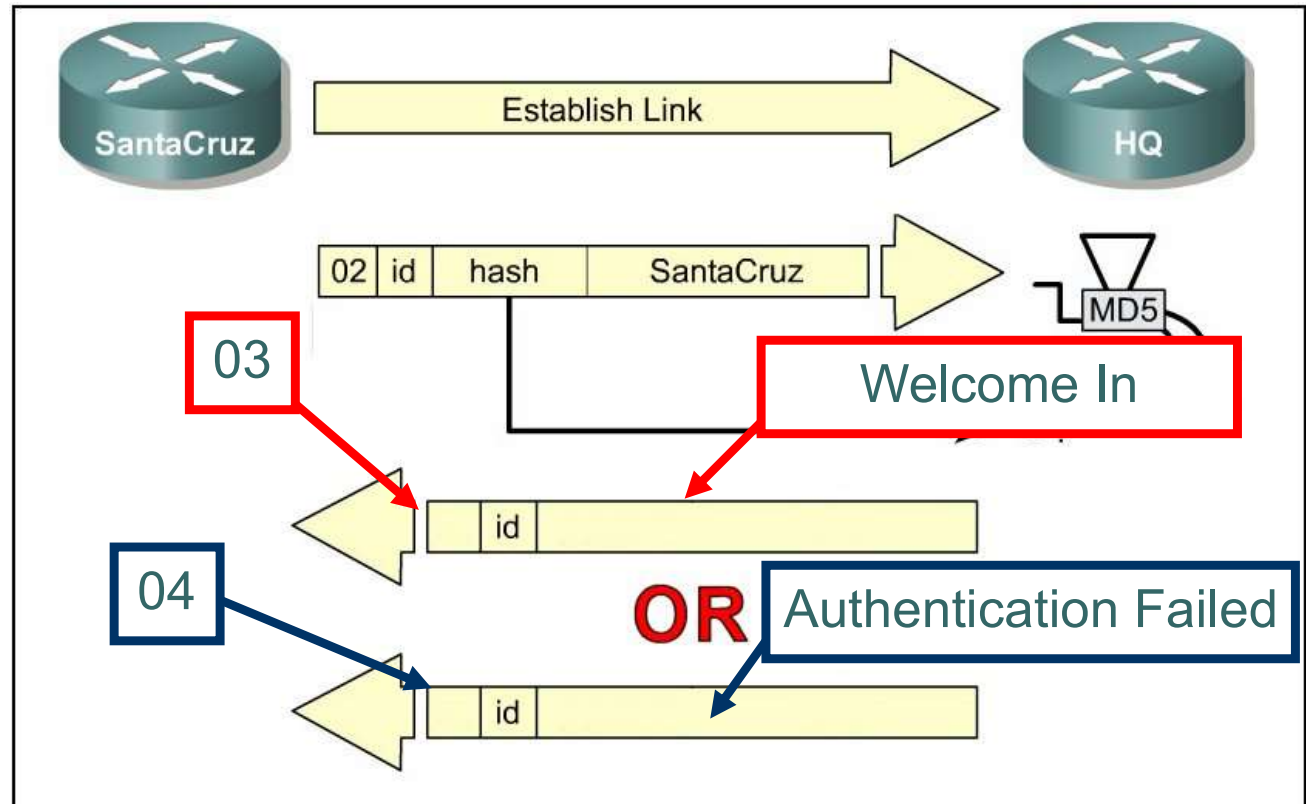 Establish Link
SantaCruz
HQ
02 id hash SantaCruz
MD5
03
Welcome In
id
04
OR
Authentication Failed
id